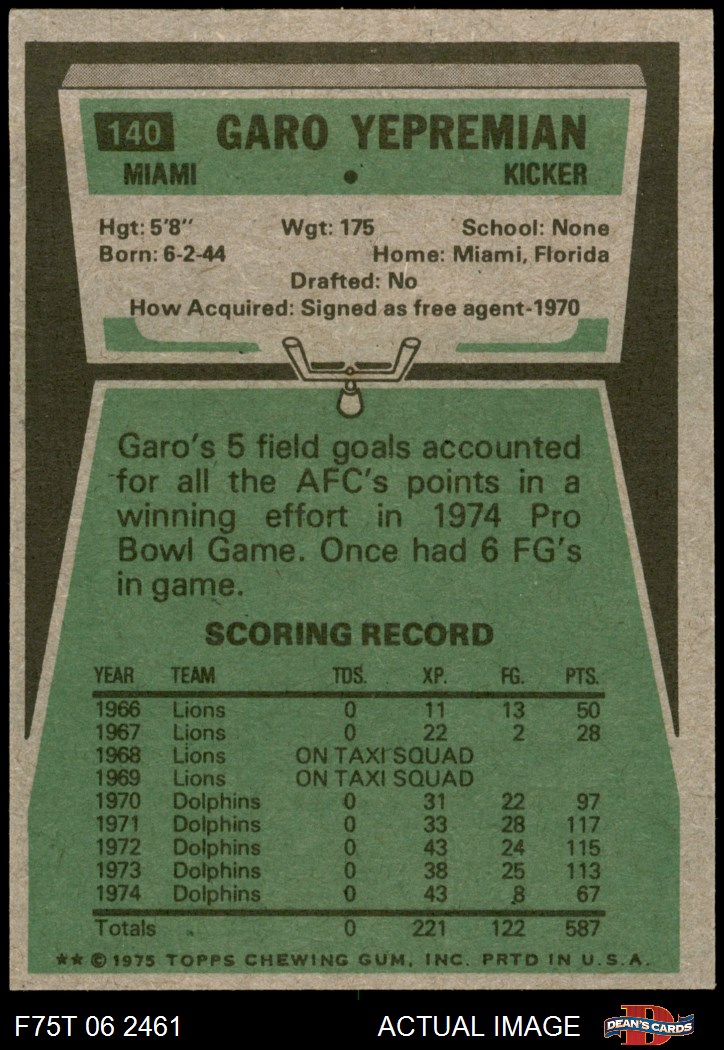 140 GARO YEPREMIAN
MIAMI • KICKER
Hgt: 5'8" Wgt: 175 School: None
Born: 6-2-44 Home: Miami, Florida
Drafted: No
How Acquired: Signed as free agent-1970
Garo's 5 field goals accounted
for all the AFC's points in a
winning effort in 1974 Pro
Bowl Game. Once had 6 FG's
in game.
SCORING RECORD
YEAR TEAM TDS. XP. FG. PTS.
1966 Lions 0 11 13 50
1967 Lions 0 22 2 28
1968 Lions ON TAXI SQUAD
1969 Lions ON TAXI SQUAD
1970 Dolphins 0 31 22 97
1971 Dolphins 0 33 28 117
1972 Dolphins 0 43 24 115
1973 Dolphins 0 38 25 113
1974 Dolphins 0 43 8 67
Totals 0 221 122 587
** © 1975 TOPPS CHEWING GUM, INC. PRTD IN U.S.A.
F75T 06 2461 ACTUAL IMAGE D DEAN'S CARDS